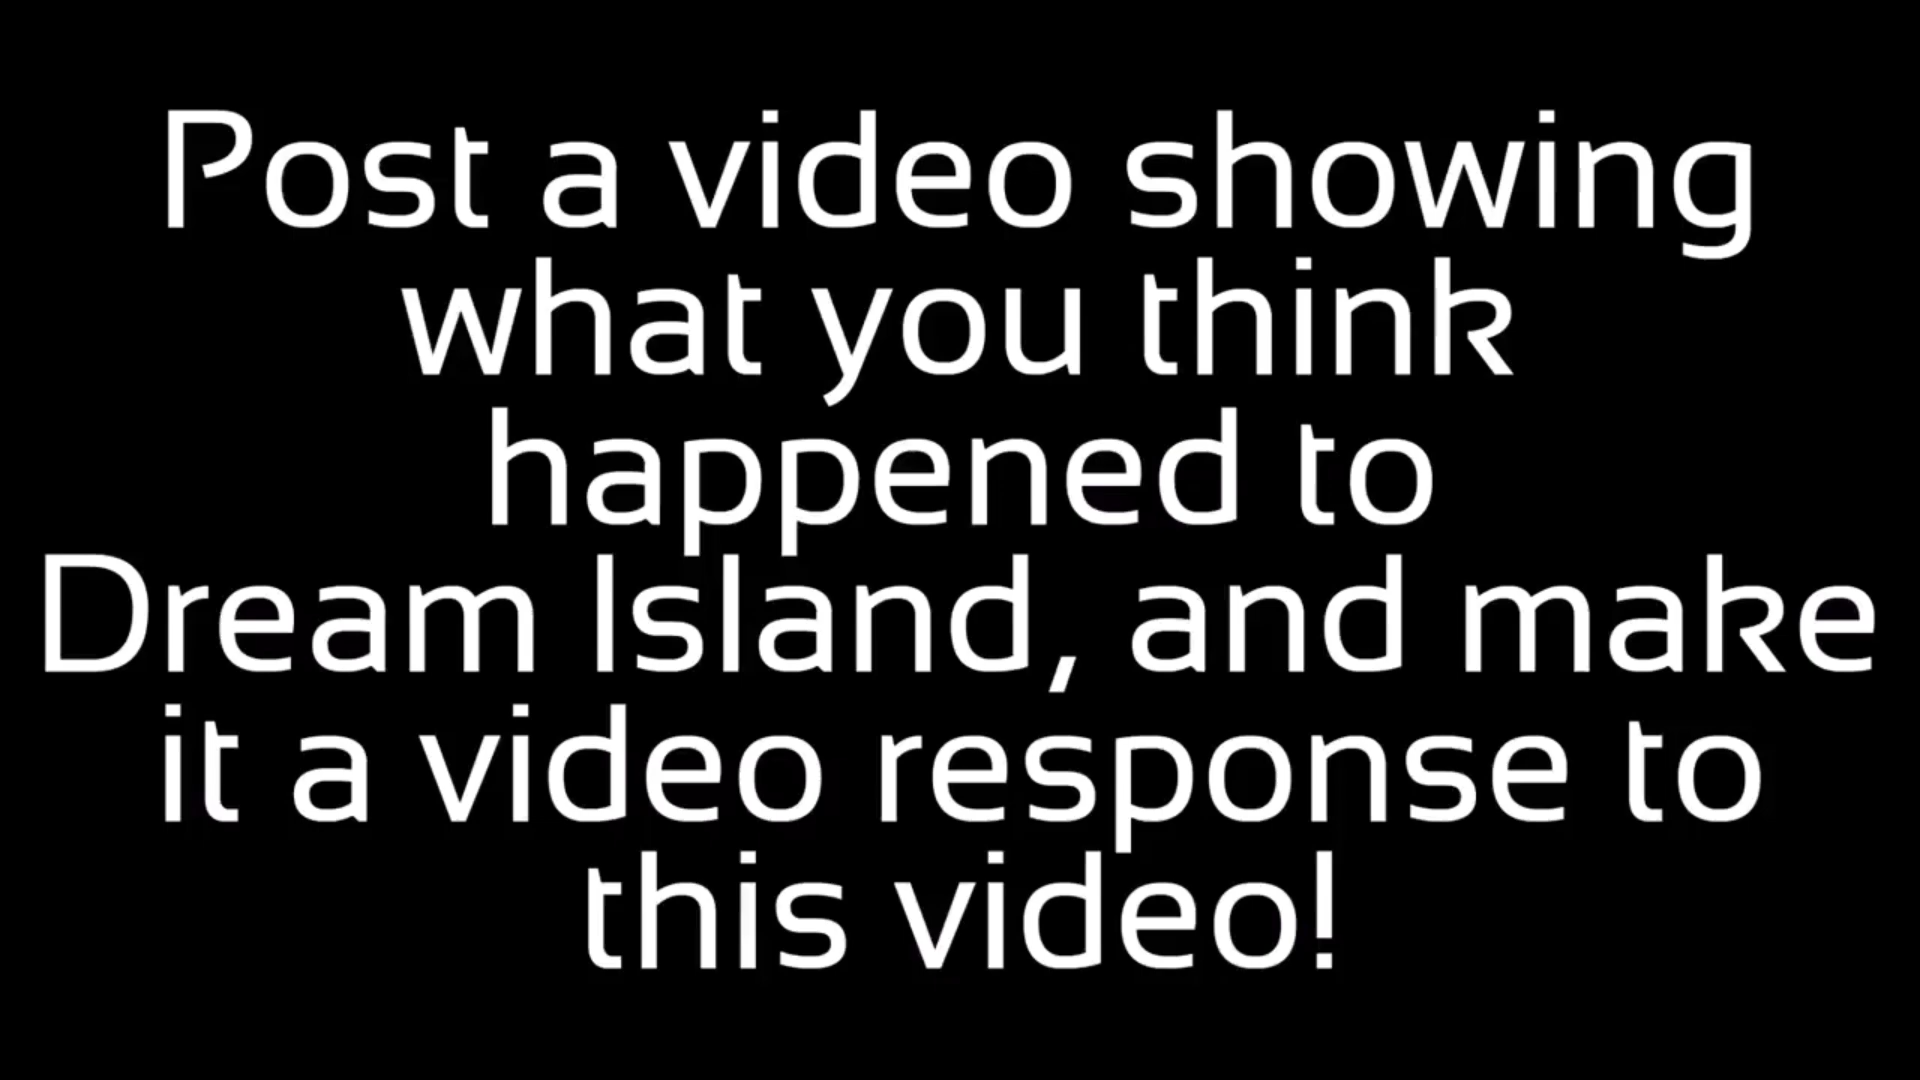 Post a video showing
what you think
happened to
Dream Island, and make
it a video response to
this video!